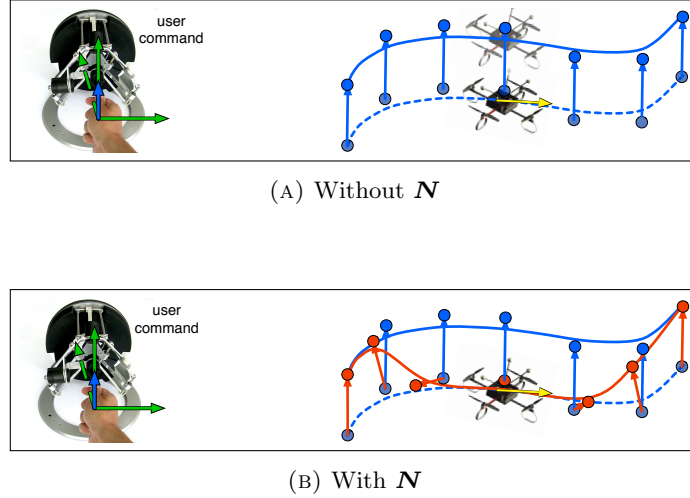 user
command
(A) Without N
user
command
(B) With N